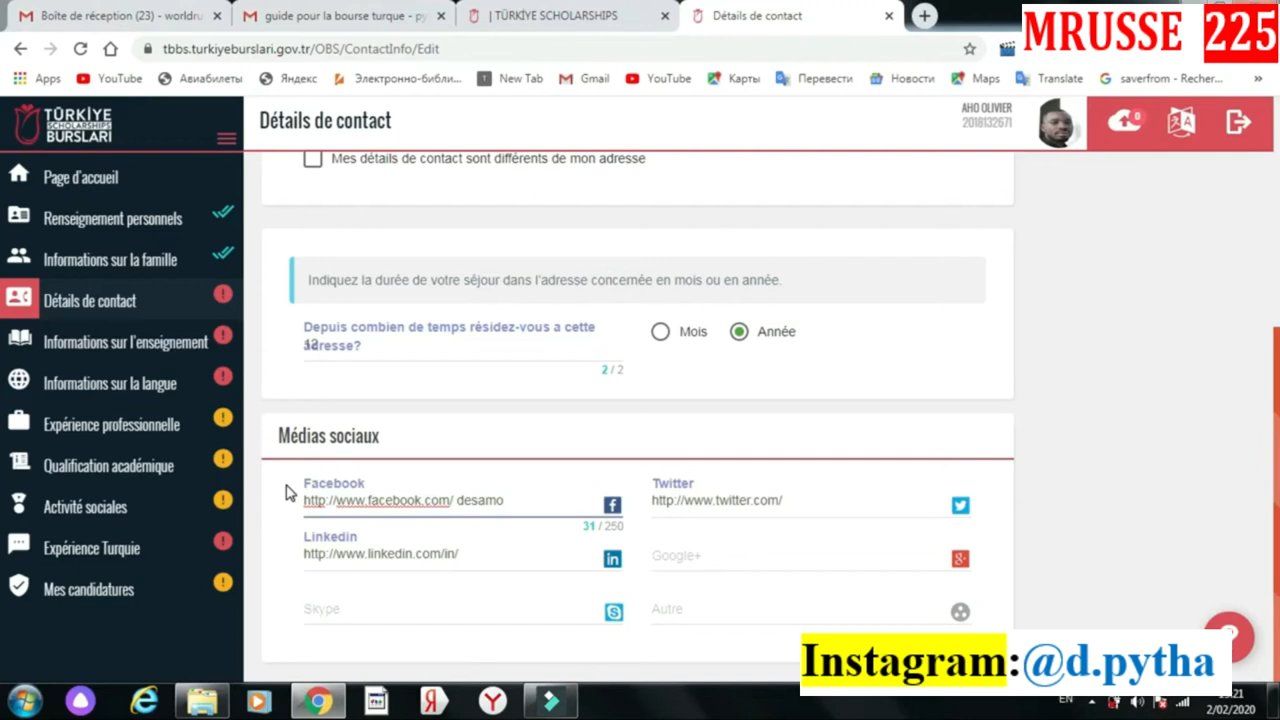 Boîte de réception (23) - worldru
guide pour la bourse turque - p
| TÜRKİYE SCHOLARSHIPS
Détails de contact
MRUSSE 225
tbbs.turkiyeburslari.gov.tr/OBS/ContactInfo/Edit
Apps
YouTube
Авиабилеты
Яндекс
Электронно-библи...
New Tab
Gmail
YouTube
Карты
Перевести
Новости
Maps
Translate
saverfrom - Recher...
»
TÜRKİYE
SCHOLARSHIPS
BURSLARI
Détails de contact
AHO OLIVIER
2018132671
0
Page d'accueil
Renseignement personnels
Informations sur la famille
Détails de contact
Informations sur l'enseignement
Informations sur la langue
Expérience professionnelle
Qualification académique
Activité sociales
Expérience Turquie
Mes candidatures
Mes détails de contact sont différents de mon adresse
Indiquez la durée de votre séjour dans l'adresse concernée en mois ou en année.
Depuis combien de temps résidez-vous a cette
adresse?
12
Mois
Année
2 / 2
Médias sociaux
Facebook
http://www.facebook.com/ desamo
31 / 250
Twitter
http://www.twitter.com/
Linkedin
http://www.linkedin.com/in/
Google+
Skype
Autre
Instagram:@d.pytha
EN
2/02/2020